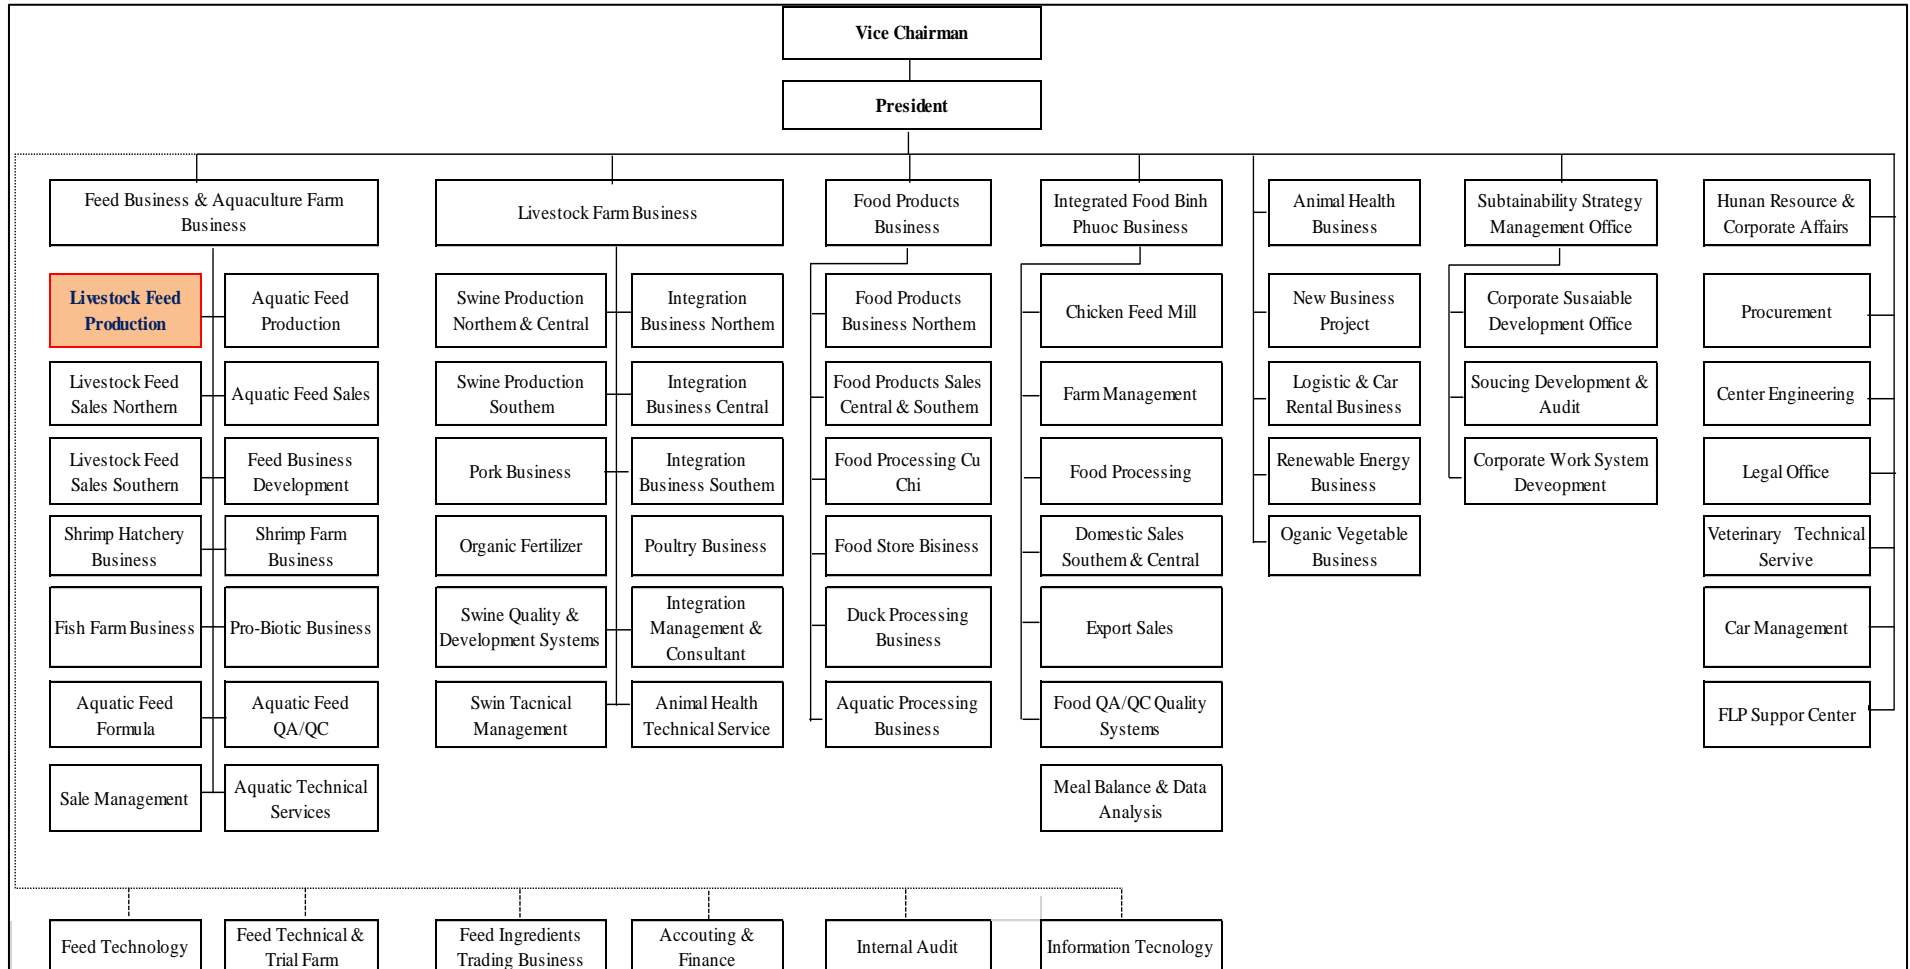 Vice Chairman
President
Feed Business & Aquaculture Farm
Business
Livestock Farm Business
Food Products
Business
Integrated Food Binh
Phuoc Business
Animal Health
Business
Subtainability Strategy
Management Office
Hunan Resource &
Corporate Affairs
Livestock Feed
Production
Aquatic Feed
Production
Swine Production
Northem & Central
Integration
Business Northem
Food Products
Business Northem
Chicken Feed Mill
New Business
Project
Corporate Susaiable
Development Office
Procurement
Livestock Feed
Sales Northern
Aquatic Feed Sales
Swine Production
Southem
Integration
Business Central
Food Products Sales
Central & Southem
Farm Management
Logistic & Car
Rental Business
Soucing Development &
Audit
Center Engineering
Livestock Feed
Sales Southern
Feed Business
Development
Pork Business
Integration
Business Southem
Food Processing Cu
Chi
Food Processing
Renewable Energy
Business
Corporate Work System
Deveopment
Legal Office
Shrimp Hatchery
Business
Shrimp Farm
Business
Organic Fertilizer
Poultry Business
Food Store Bisiness
Domestic Sales
Southem & Central
Oganic Vegetable
Business
Veterinary Technical
Servive
Fish Farm Business
Pro-Biotic Business
Swine Quality &
Development Systems
Integration
Management &
Consultant
Duck Processing
Business
Export Sales
Car Management
Aquatic Feed
Formula
Aquatic Feed
QA/QC
Swin Tacnical
Management
Animal Health
Technical Service
Aquatic Processing
Business
Food QA/QC Quality
Systems
FLP Suppor Center
Sale Management
Aquatic Technical
Services
Meal Balance & Data
Analysis
Feed Technology
Feed Technical &
Trial Farm
Feed Ingredients
Trading Business
Accouting &
Finance
Internal Audit
Information Tecnology